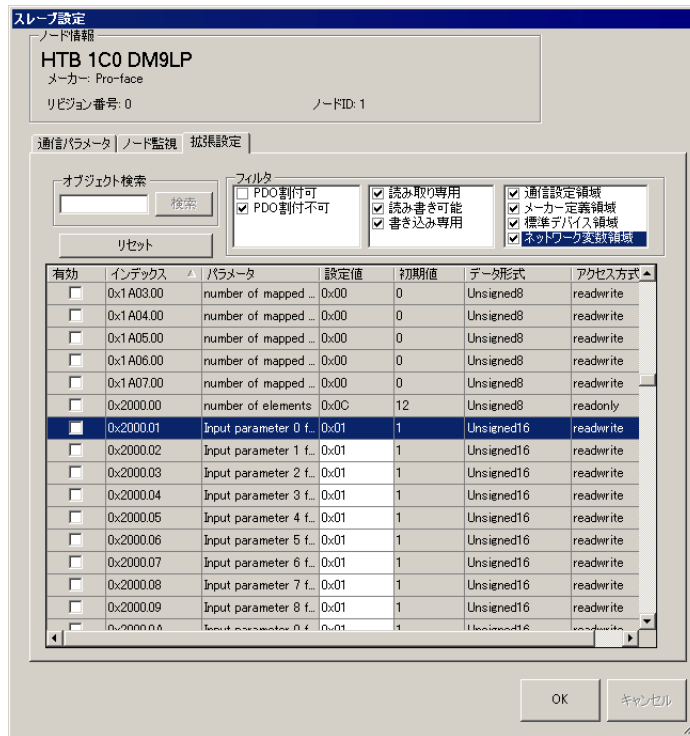 スレーブ設定
ノード情報
HTB 1C0 DM9LP
メーカー: Pro-face
リビジョン番号: 0 ノードID: 1
通信パラメータ ノード監視 拡張設定
オブジェクト検索
検索
リセット
フィルタ
PDO割付可
PDO割付不可
読み取り専用
読み書き可能
書き込み専用
通信設定領域
メーカー定義領域
標準デバイス領域
ネットワーク変数領域
有効 インデックス パラメータ 設定値 初期値 データ形式 アクセス方式
0x1A03.00 number of mapped ... 0x00 0 Unsigned8 readwrite
0x1A04.00 number of mapped ... 0x00 0 Unsigned8 readwrite
0x1A05.00 number of mapped ... 0x00 0 Unsigned8 readwrite
0x1A06.00 number of mapped ... 0x00 0 Unsigned8 readwrite
0x1A07.00 number of mapped ... 0x00 0 Unsigned8 readwrite
0x2000.00 number of elements 0x0C 12 Unsigned8 readonly
0x2000.01 Input parameter 0 f... 0x01 1 Unsigned16 readwrite
0x2000.02 Input parameter 1 f... 0x01 1 Unsigned16 readwrite
0x2000.03 Input parameter 2 f... 0x01 1 Unsigned16 readwrite
0x2000.04 Input parameter 3 f... 0x01 1 Unsigned16 readwrite
0x2000.05 Input parameter 4 f... 0x01 1 Unsigned16 readwrite
0x2000.06 Input parameter 5 f... 0x01 1 Unsigned16 readwrite
0x2000.07 Input parameter 6 f... 0x01 1 Unsigned16 readwrite
0x2000.08 Input parameter 7 f... 0x01 1 Unsigned16 readwrite
0x2000.09 Input parameter 8 f... 0x01 1 Unsigned16 readwrite
0x2000.0A Input parameter 9 f... 0x01 1 Unsigned16 readwrite
OK キャンセル